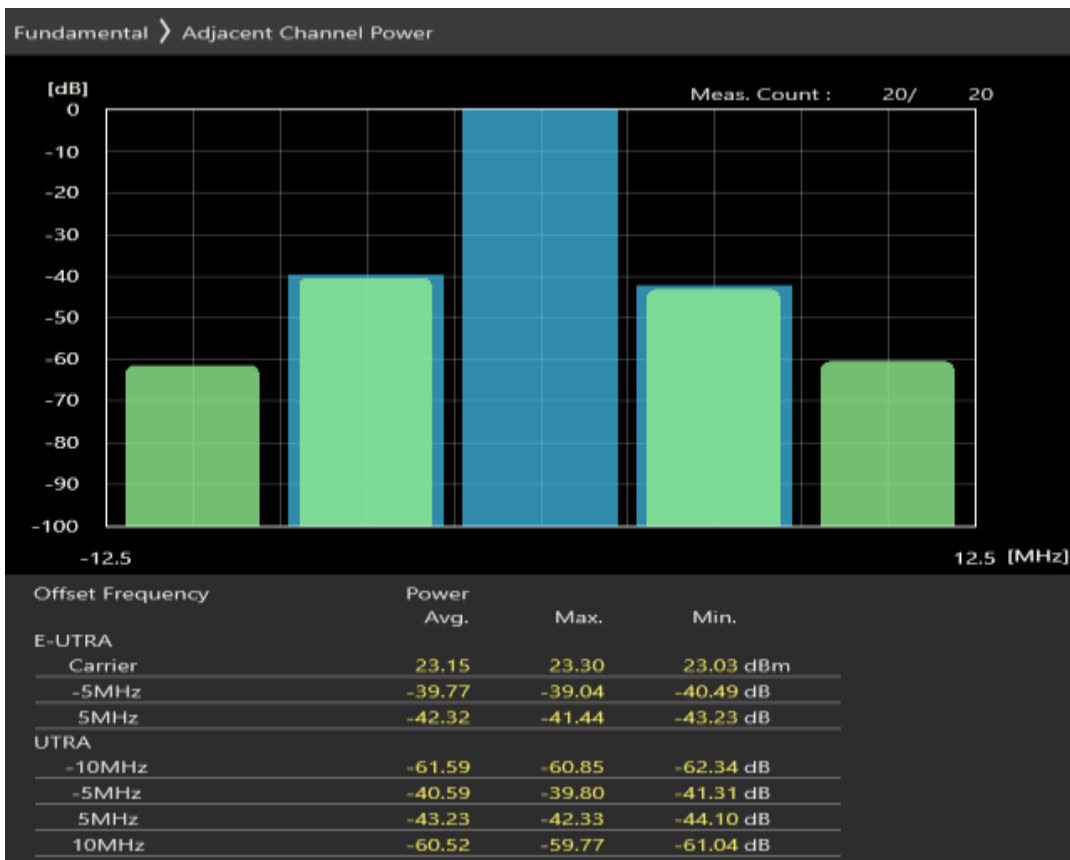 Fundamental 〉 Adjacent Channel Power
[dB]
Meas. Count : 20/ 20
0
-10
-20
-30
-40
-50
-60
-70
-80
-90
-100
-12.5 12.5 [MHz]
Offset Frequency Power
Avg. Max. Min.
E-UTRA
Carrier 23.15 23.30 23.03 dBm
-5MHz -39.77 -39.04 -40.49 dB
5MHz -42.32 -41.44 -43.23 dB
UTRA
-10MHz -61.59 -60.85 -62.34 dB
-5MHz -40.59 -39.80 -41.31 dB
5MHz -43.23 -42.33 -44.10 dB
10MHz -60.52 -59.77 -61.04 dB